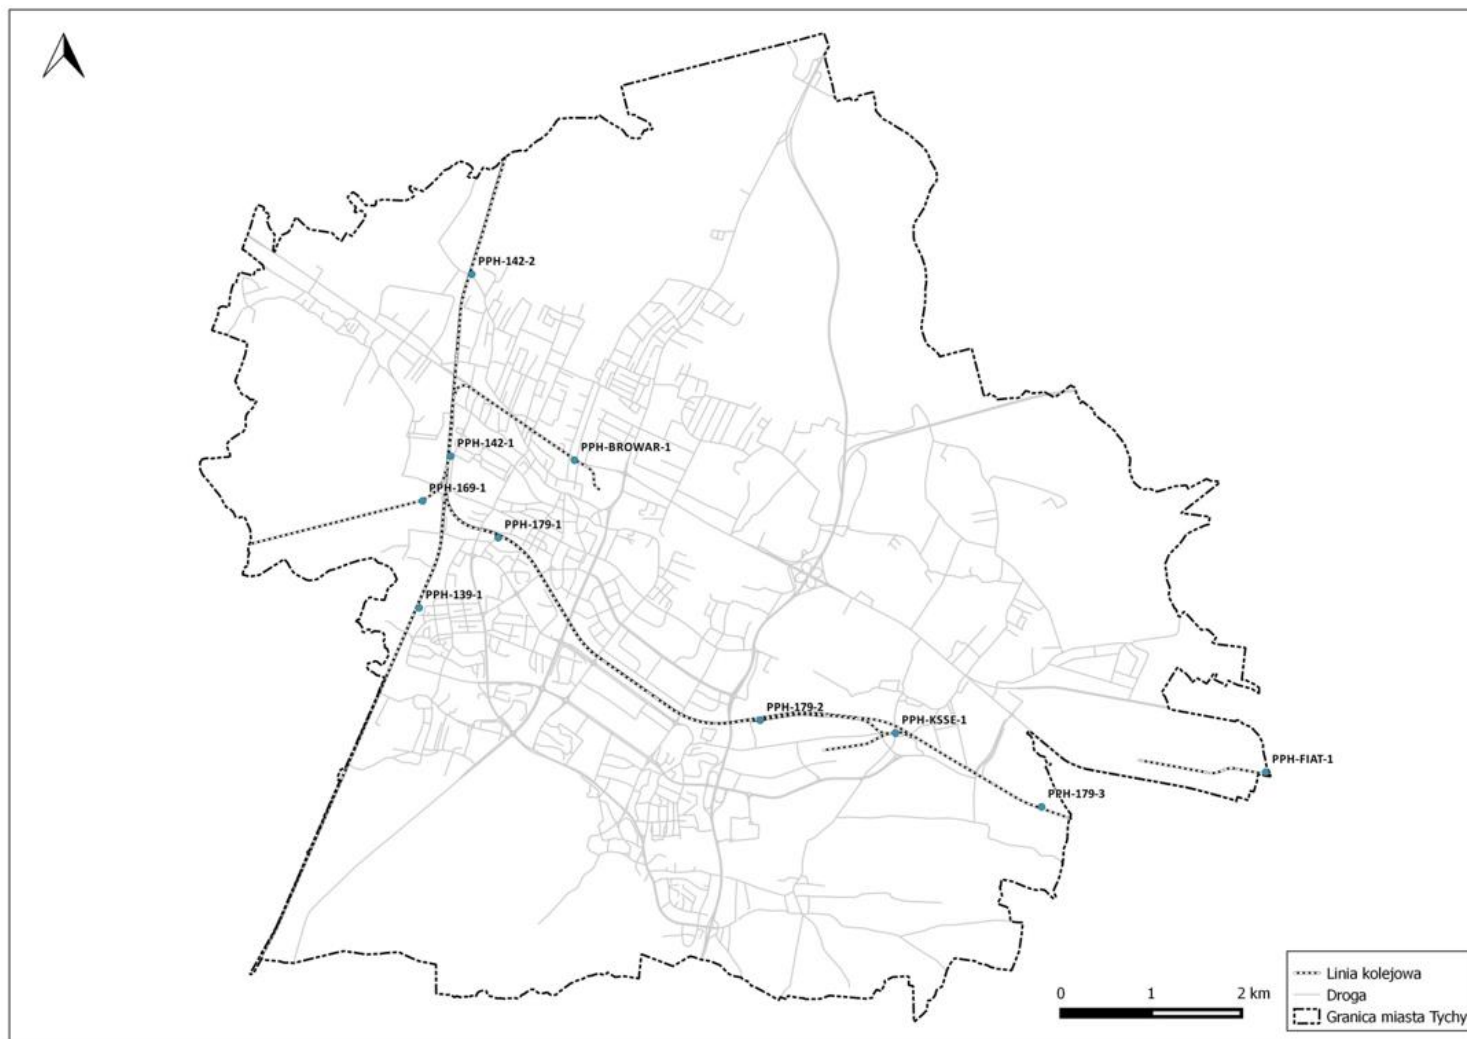 PPH-142-2
PPH-142-1
PPH-BROWAR-1
PPH-169-1
PPH-179-1
PPH-139-1
PPH-179-2
PPH-KSSE-1
PPH-FIAT-1
PPH-179-3
0 1 2 km
Linia kolejowa
Droga
Granica miasta Tychy